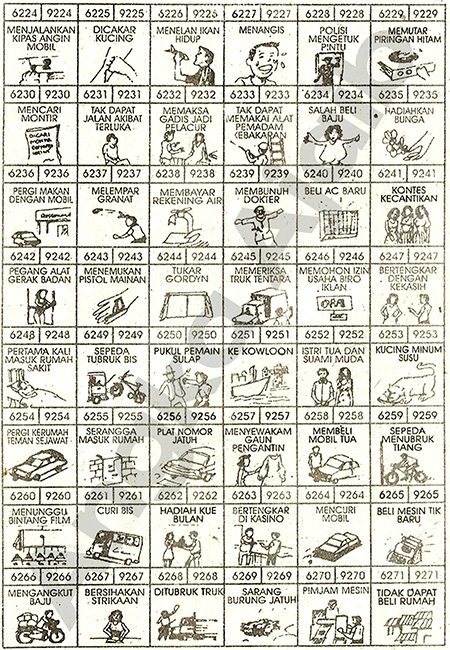 6224 9224 6225 9225 6226 9226 6227 9227 6228 9228 6229 9229
MENJALANKAN KIPAS ANGIN MOBIL
DICAKAR KUCING
MENELAN IKAN HIDUP
MENANGIS
POLISI MENGETUK PINTU
MEMUTAR PIRINGAN HITAM
6230 9230 6231 9231 6232 9232 6233 9233 6234 9234 6235 9235
MENCARI MONTIR
DICARI MONTIR
TAK DAPAT JALAN AKIBAT TERLUKA
MEMAKSA GADIS JADI PELACUR
TAK DAPAT MEMAKAI ALAT PEMADAM KEBAKARAN
SALAH BELI BAJU
HADIAHKAN BUNGA
6236 9236 6237 9237 6238 9238 6239 9239 6240 9240 6241 9241
PERGI MAKAN DENGAN MOBIL
MELEMPAR GRANAT
MEMBAYAR REKENING AIR
MEMBUNUH DOKTER
BELI AC BARU
KONTES KECANTIKAN
6242 9242 6243 9243 6244 9244 6245 9245 6246 9246 6247 9247
PEGANG ALAT GERAK BADAN
MENEMUKAN PISTOL MAINAN
TUKAR GORDYN
MEMERIKSA TRUK TENTARA
MEMOHON IZIN USAHA BIRO IKLAN
BERTENGKAR DENGAN KEKASIH
6248 9248 6249 9249 6250 9250 6251 9251 6252 9252 6253 9253
PERTAMA KALI MASUK RUMAH SAKIT
SEPEDA TUBRUK BIS
PUKUL PEMAIN SULAP
KE KOWLOON
ISTRI TUA DAN SUAMI MUDA
KUCING MINUM SUSU
6254 9254 6255 9255 6256 9256 6257 9257 6258 9258 6259 9259
PERGI KERUMAH TEMAN SEJAWAT
SERANGGA MASUK RUMAH
PLAT NOMOR JATUH
MENYEWAKAM GAUN PENGANTIN
MEMBELI MOBIL TUA
SEPEDA MENUBRUK TIANG
6260 9260 6261 9261 6262 9262 6263 9263 6264 9264 6265 9265
MENUNGGU BINTANG FILM
CURI BIS
HADIAH KUE BULAN
BERTENGKAR DI KASINO
MENCURI MOBIL
BELI MESIN TIK BARU
6266 9266 6267 9267 6268 9268 6269 9269 6270 9270 6271 9271
MENGANGKUT BAJU
BERSIHAKAN STRIKAAN
DITUBRUK TRUK
SARANG BURUNG JATUH
PIMJAM MESIN
TIDAK DAPAT BELI RUMAH